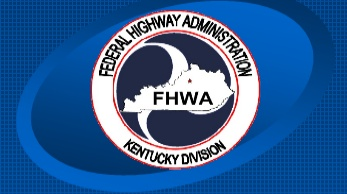 FEDERAL HIGHWAY ADMINISTRATION
FHWA
KENTUCKY DIVISION